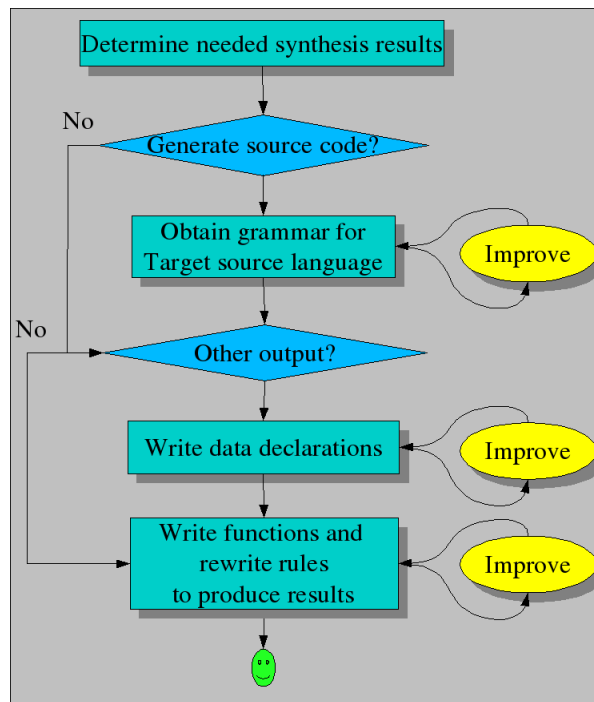 Determine needed synthesis results
No
Generate source code?
Obtain grammar for
Target source language
Improve
No
Other output?
Write data declarations
Improve
Write functions and
rewrite rules
to produce results
Improve